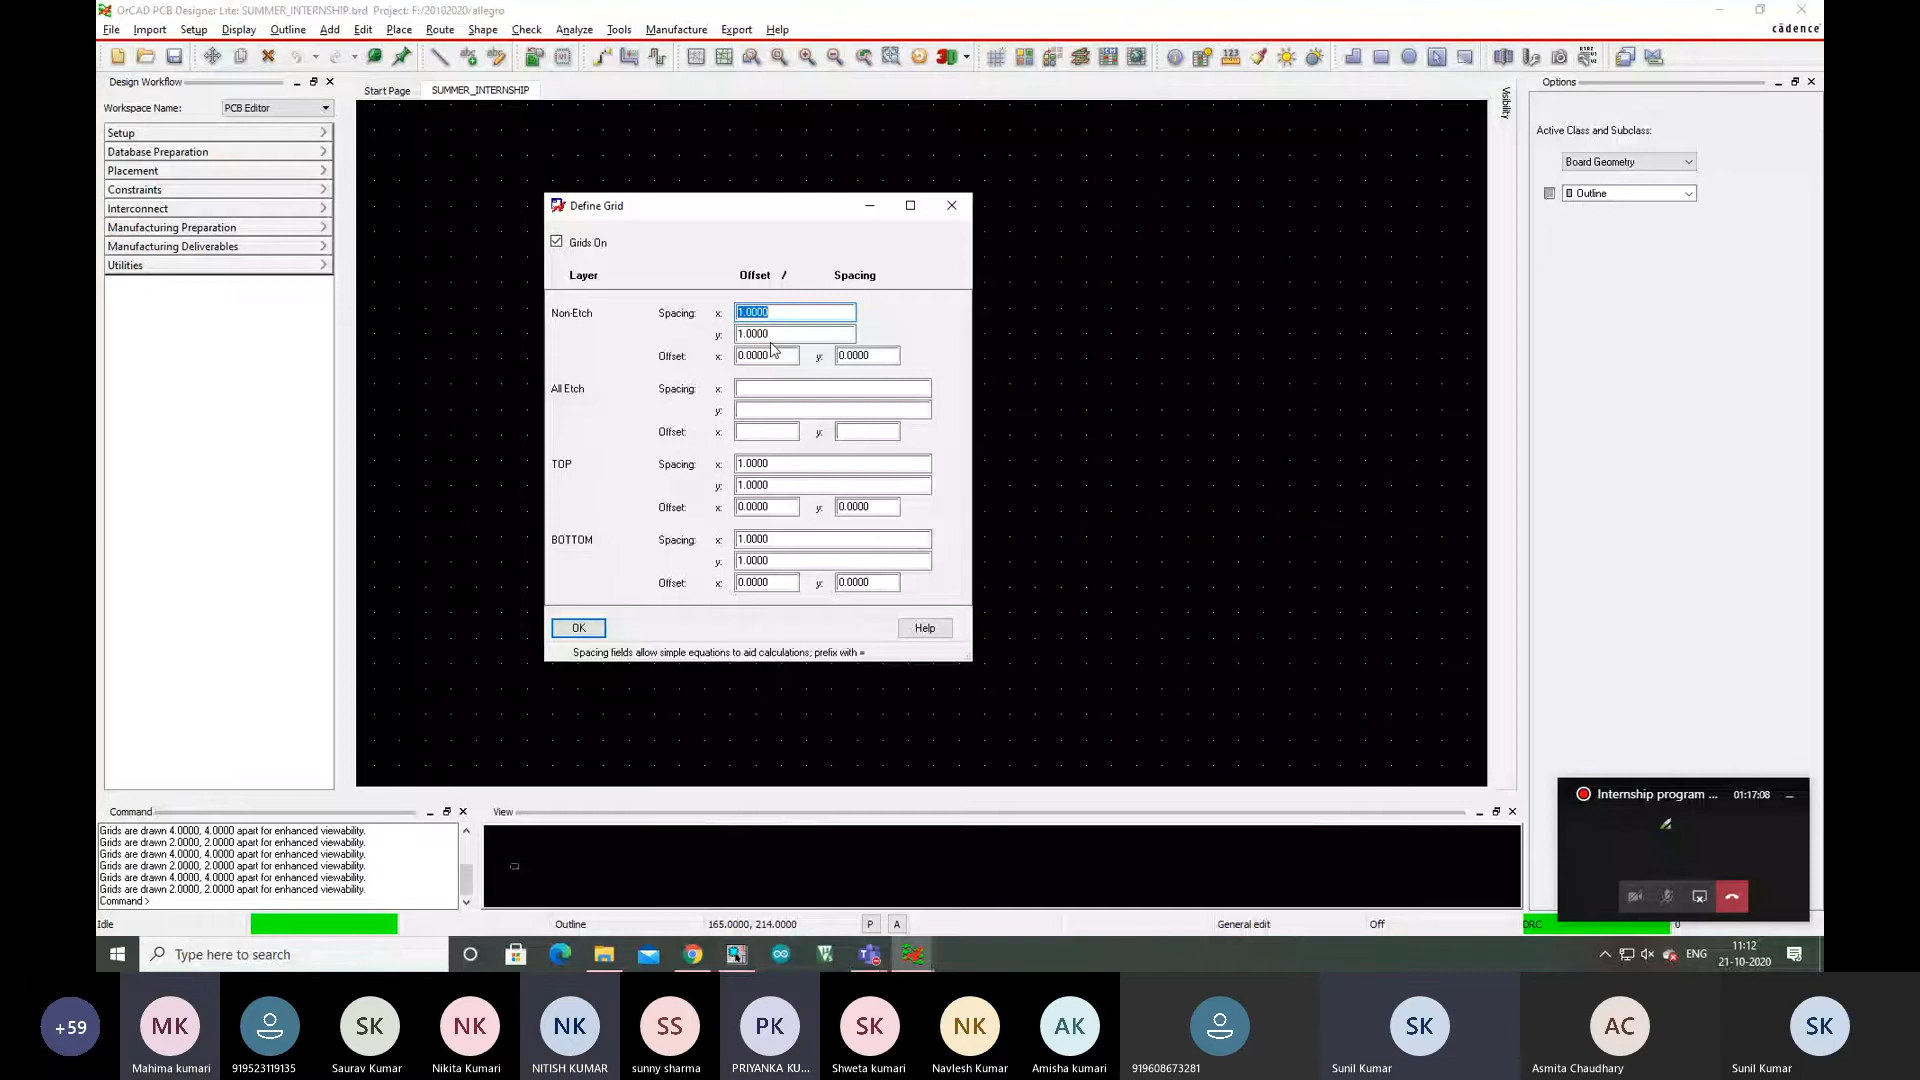 OrCAD PCB Designer Lite: SUMMER_INTERNSHIP.brd Project: F:/20102020/allegro
File Import Setup Display Outline Add Edit Place Route Shape Check Analyze Tools Manufacture Export Help
cādence
Design Workflow
Workspace Name: PCB Editor
Setup
Database Preparation
Placement
Constraints
Interconnect
Manufacturing Preparation
Manufacturing Deliverables
Utilities
Start Page SUMMER_INTERNSHIP
Visibility
Options
Active Class and Subclass:
Board Geometry
Outline
Define Grid
Grids On
Layer Offset / Spacing
Non-Etch Spacing: x: 1.0000
y: 1.0000
Offset: x: 0.0000 y: 0.0000
All Etch Spacing: x:
y:
Offset: x: y:
TOP Spacing: x: 1.0000
y: 1.0000
Offset: x: 0.0000 y: 0.0000
BOTTOM Spacing: x: 1.0000
y: 1.0000
Offset: x: 0.0000 y: 0.0000
OK Help
Spacing fields allow simple equations to aid calculations; prefix with =
Command
Grids are drawn 4.0000, 4.0000 apart for enhanced viewability.
Grids are drawn 2.0000, 2.0000 apart for enhanced viewability.
Grids are drawn 4.0000, 4.0000 apart for enhanced viewability.
Grids are drawn 2.0000, 2.0000 apart for enhanced viewability.
Grids are drawn 4.0000, 4.0000 apart for enhanced viewability.
Grids are drawn 2.0000, 2.0000 apart for enhanced viewability.
Command >
View
Internship program ... 01:17:08
Idle Outline 165.0000, 214.0000 P A General edit Off DRC 0
Type here to search
ENG
11:12
21-10-2020
+59
MK
Mahima kumari
919523119135
SK
Saurav Kumar
NK
Nikita Kumari
NK
NITISH KUMAR
SS
sunny sharma
PK
PRIYANKA KU...
SK
Shweta kumari
NK
Navlesh Kumar
AK
Amisha kumari
919608673281
SK
Sunil Kumar
AC
Asmita Chaudhary
SK
Sunil Kumar